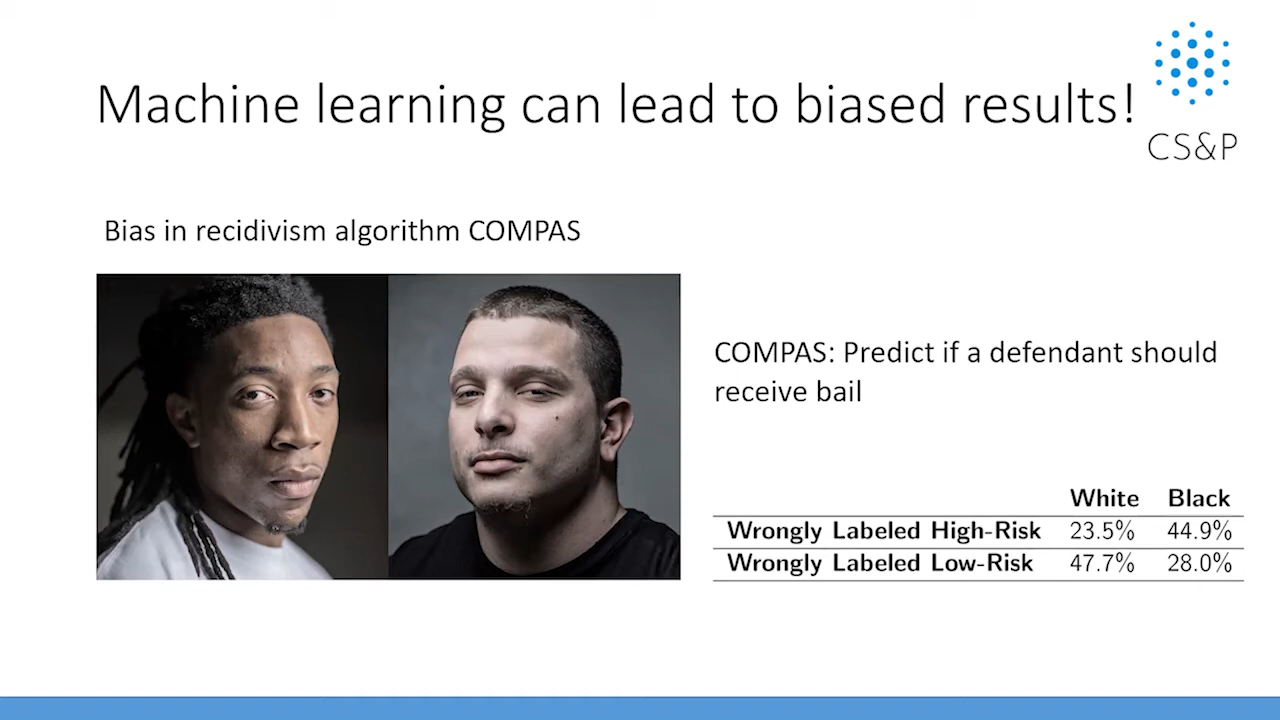 Machine learning can lead to biased results!
CS&P
Bias in recidivism algorithm COMPAS
COMPAS: Predict if a defendant should
receive bail
White Black
Wrongly Labeled High-Risk 23.5% 44.9%
Wrongly Labeled Low-Risk 47.7% 28.0%